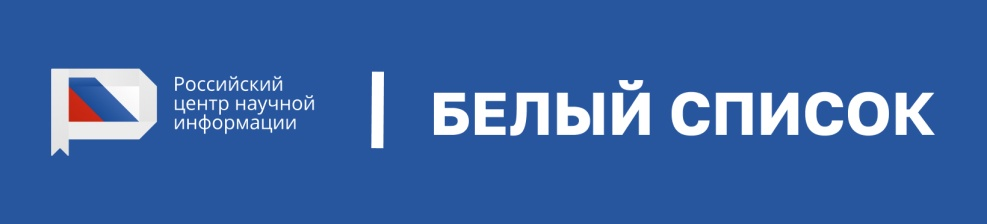 Российский
центр научной
информации
БЕЛЫЙ СПИСОК